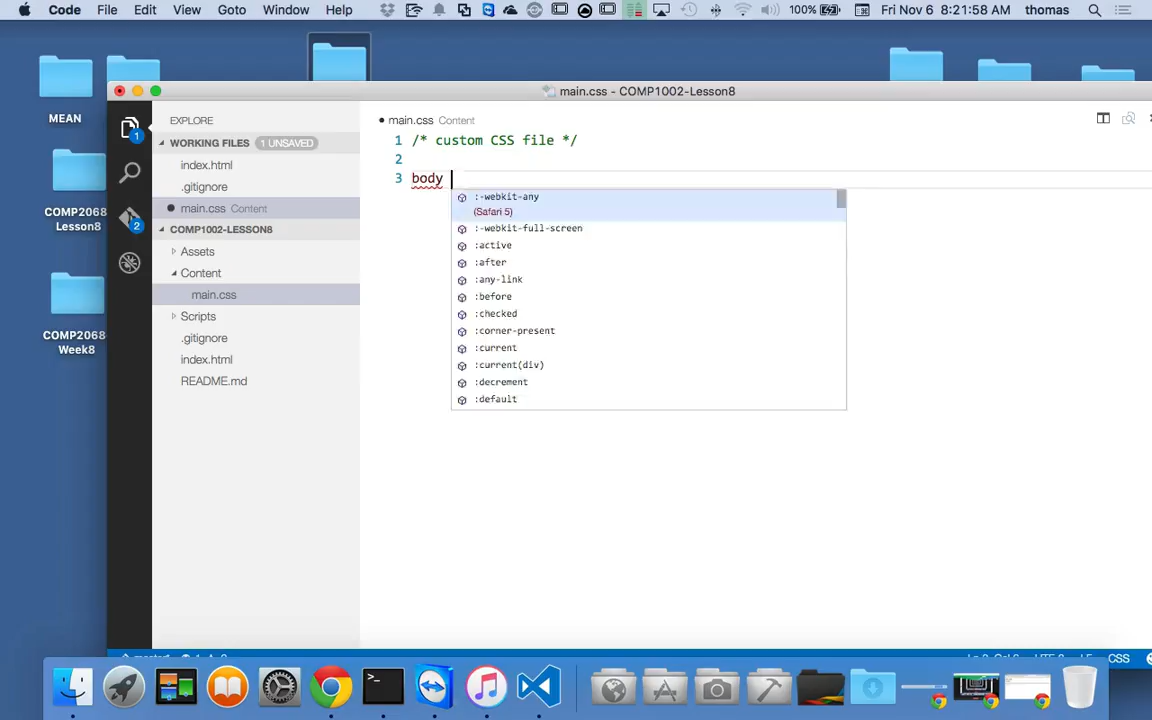 Code File Edit View Goto Window Help 100% Fri Nov 6 8:21:58 AM thomas
MEAN
COMP2068
Lesson8
COMP2068
Week8
main.css - COMP1002-Lesson8
EXPLORE
WORKING FILES 1 UNSAVED
index.html
.gitignore
main.css Content
COMP1002-LESSON8
Assets
Content
main.css
Scripts
.gitignore
index.html
README.md
1
2
main.css Content
1 /* custom CSS file */
2
3 body
:-webkit-any
(Safari 5)
:-webkit-full-screen
:active
:after
:any-link
:before
:checked
:corner-present
:current
:current(div)
:decrement
:default
CSS